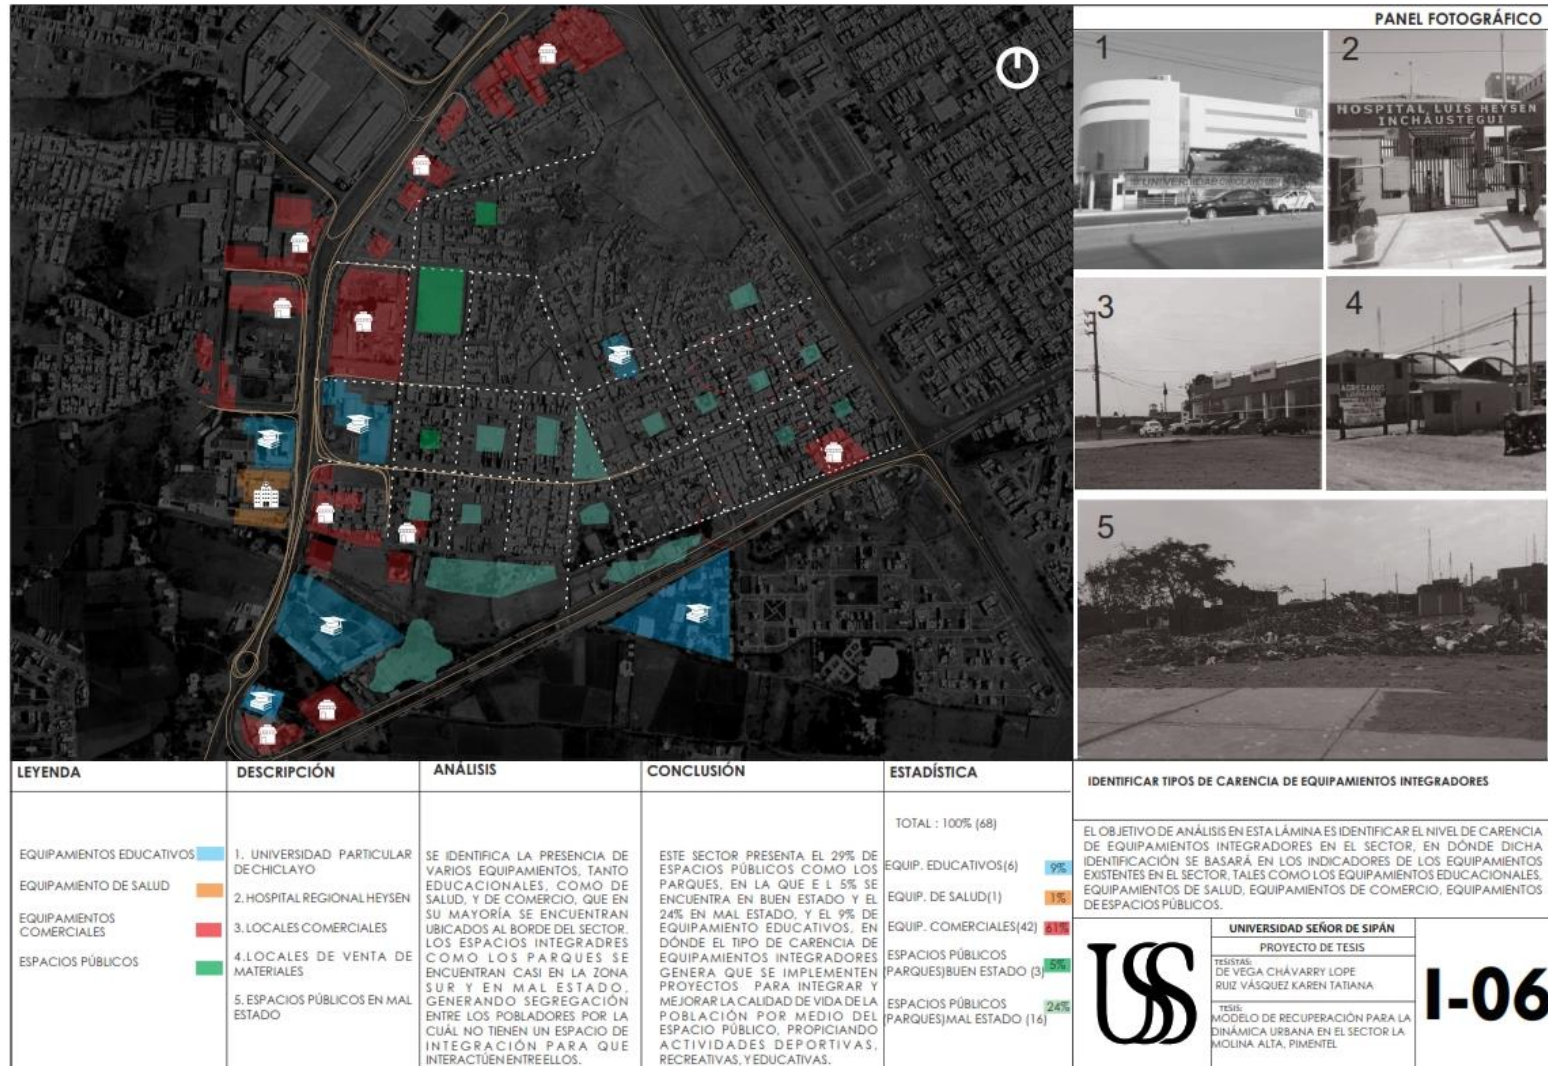 PANEL FOTOGRÁFICO
1
2
HOSPITAL LUIS HEYSEN
INCHÁUSTEGUI
UNIVERSIDAD
3
4
AGREGADOS
5
LEYENDA
EQUIPAMIENTOS EDUCATIVOS
EQUIPAMIENTO DE SALUD
EQUIPAMIENTOS
COMERCIALES
ESPACIOS PÚBLICOS
DESCRIPCIÓN
1. UNIVERSIDAD PARTICULAR
DE CHICLAYO
2. HOSPITAL REGIONAL HEYSEN
3. LOCALES COMERCIALES
4.LOCALES DE VENTA DE
MATERIALES
5. ESPACIOS PÚBLICOS EN MAL
ESTADO
ANÁLISIS
SE IDENTIFICA LA PRESENCIA DE
VARIOS EQUIPAMIENTOS, TANTO
EDUCACIONALES, COMO DE
SALUD, Y DE COMERCIO, QUE EN
SU MAYORÍA SE ENCUENTRAN
UBICADOS AL BORDE DEL SECTOR.
LOS ESPACIOS INTEGRADRES
COMO LOS PARQUES SE
ENCUENTRAN CASI EN LA ZONA
SUR Y EN MAL ESTADO,
GENERANDO SEGREGACIÓN
ENTRE LOS POBLADORES POR LA
CUÁL NO TIENEN UN ESPACIO DE
INTEGRACIÓN PARA QUE
INTERACTÚEN ENTRE ELLOS.
CONCLUSIÓN
ESTE SECTOR PRESENTA EL 29% DE
ESPACIOS PÚBLICOS COMO LOS
PARQUES, EN LA QUE E L 5% SE
ENCUENTRA EN BUEN ESTADO Y EL
24% EN MAL ESTADO, Y EL 9% DE
EQUIPAMIENTO EDUCATIVOS, EN
DÓNDE EL TIPO DE CARENCIA DE
EQUIPAMIENTOS INTEGRADORES
GENERA QUE SE IMPLEMENTEN
PROYECTOS PARA INTEGRAR Y
MEJORAR LA CALIDAD DE VIDA DE LA
POBLACIÓN POR MEDIO DEL
ESPACIO PÚBLICO, PROPICIANDO
ACTIVIDADES DEPORTIVAS,
RECREATIVAS, Y EDUCATIVAS.
ESTADÍSTICA
TOTAL : 100% (68)
EQUIP. EDUCATIVOS(6) 9%
EQUIP. DE SALUD(1) 1%
EQUIP. COMERCIALES(42) 61%
ESPACIOS PÚBLICOS
(PARQUES)BUEN ESTADO (3) 5%
ESPACIOS PÚBLICOS
(PARQUES)MAL ESTADO (16) 24%
IDENTIFICAR TIPOS DE CARENCIA DE EQUIPAMIENTOS INTEGRADORES
EL OBJETIVO DE ANÁLISIS EN ESTA LÁMINA ES IDENTIFICAR EL NIVEL DE CARENCIA
DE EQUIPAMIENTOS INTEGRADORES EN EL SECTOR, EN DÓNDE DICHA
IDENTIFICACIÓN SE BASARÁ EN LOS INDICADORES DE LOS EQUIPAMIENTOS
EXISTENTES EN EL SECTOR, TALES COMO LOS EQUIPAMIENTOS EDUCACIONALES,
EQUIPAMIENTOS DE SALUD, EQUIPAMIENTOS DE COMERCIO, EQUIPAMIENTOS
DE ESPACIOS PÚBLICOS.
USS
UNIVERSIDAD SEÑOR DE SIPÁN
PROYECTO DE TESIS
TESISTAS:
DE VEGA CHÁVARRY LOPE
RUIZ VÁSQUEZ KAREN TATIANA
TESIS:
MODELO DE RECUPERACIÓN PARA LA
DINÁMICA URBANA EN EL SECTOR LA
MOLINA ALTA, PIMENTEL
I-06